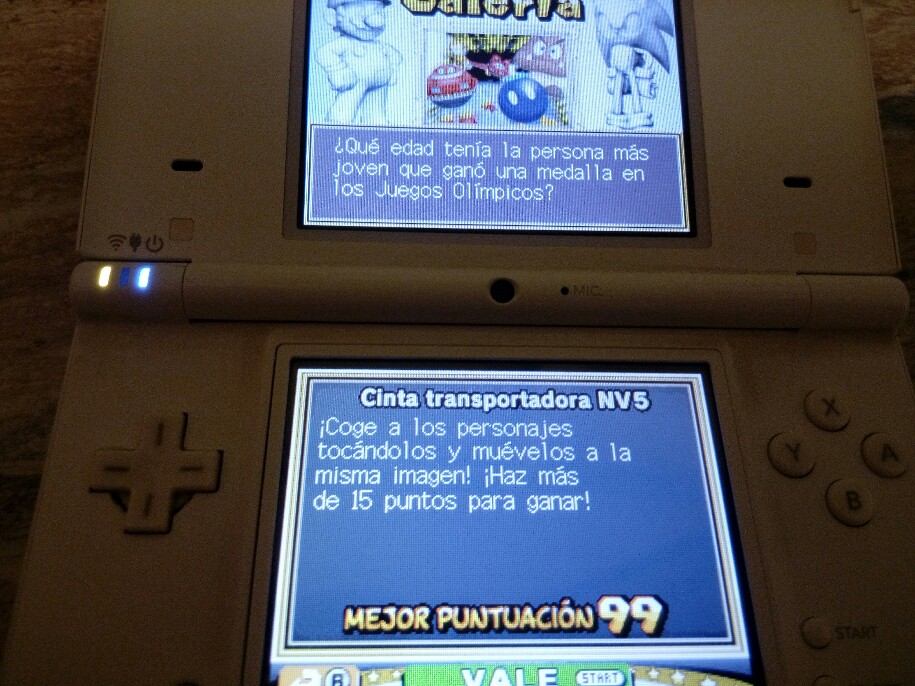 Galería
¿Qué edad tenía la persona más
joven que ganó una medalla en
los Juegos Olímpicos?
MIC.
Cinta transportadora NV5
¡Coge a los personajes
tocándolos y muévelos a la
misma imagen! ¡Haz más
de 15 puntos para ganar!
MEJOR PUNTUACIÓN 99
B
VALE START
X
Y
A
B
START